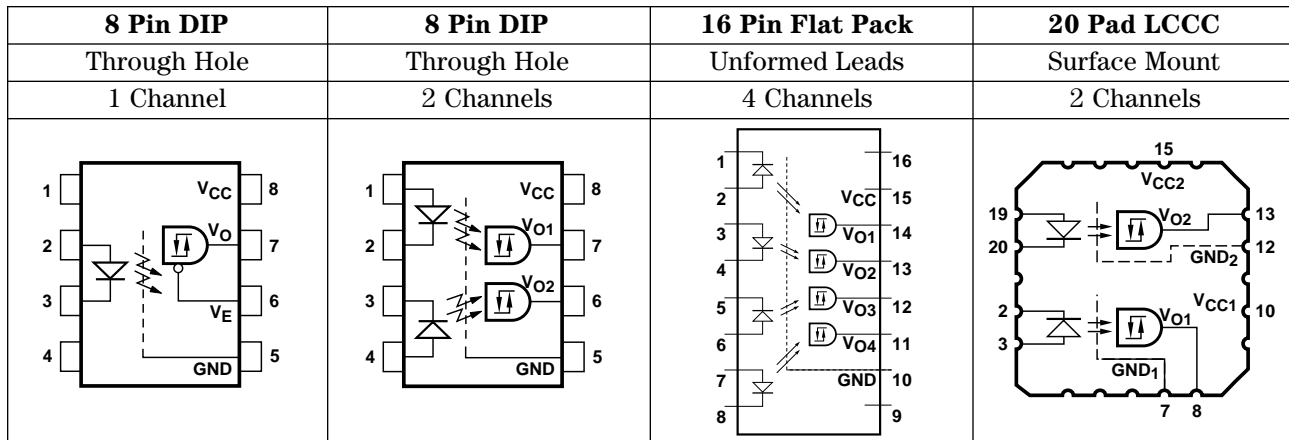 8 Pin DIP
Through Hole
1 Channel
1
2
3
4
8
7
6
5
VCC
VO
VE
GND
8 Pin DIP
Through Hole
2 Channels
1
2
3
4
8
7
6
5
VCC
VO1
VO2
GND
16 Pin Flat Pack
Unformed Leads
4 Channels
1
2
3
4
5
6
7
8
16
15
14
13
12
11
10
9
VCC
VO1
VO2
VO3
VO4
GND
20 Pad LCCC
Surface Mount
2 Channels
15
VCC2
19
20
VO2
13
12
GND2
2
3
VO1
VCC1
10
GND1
7 8